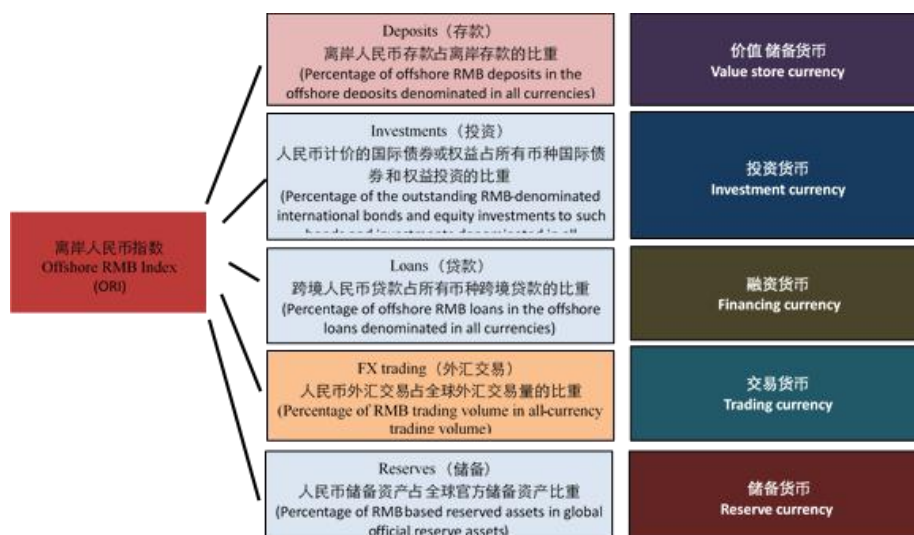 离岸人民币指数
Offshore RMB Index
(ORI)
Deposits（存款）
离岸人民币存款占离岸存款的比重
(Percentage of offshore RMB deposits in the
offshore deposits denominated in all currencies)
价值 储备货币
Value store currency
Investments（投资）
人民币计价的国际债券或权益占所有币种国际债
券 和权益投资的比重
(Percentage of the outstanding RMB-denominated
international bonds and equity investments to such
投资货币
Investment currency
Loans（贷款）
跨境人民币贷款占所有币种跨境贷款的比重
(Percentage of offshore RMB loans in the offshore
loans denominated in all currencies)
融资货币
Financing currency
FX trading（外汇交易）
人民币外汇交易占全球外汇交易量的比重
(Percentage of RMB trading volume in all-currency
trading volume)
交易货币
Trading currency
Reserves（储备）
人民币储备资产占全球官方储备资产比重
(Percentage of RMB based reserved assets in global
official reserve assets)
储备货币
Reserve currency